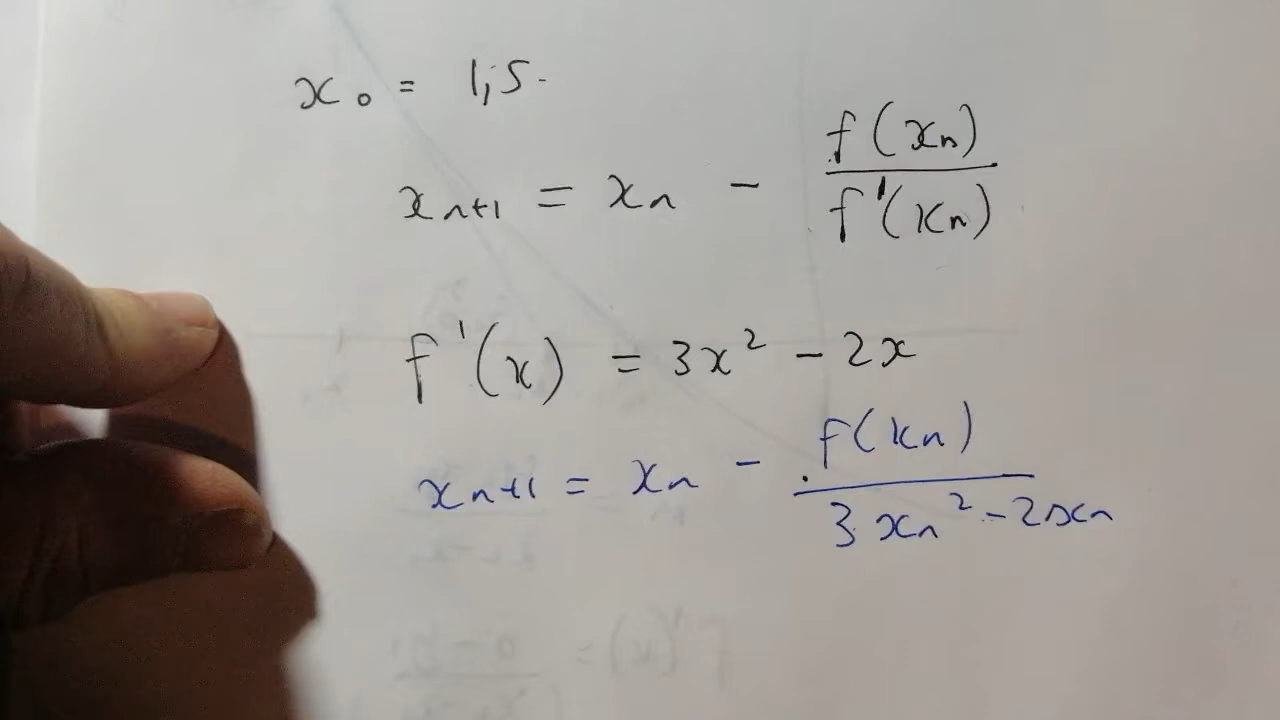 x₀ = 1,5
xₙ₊₁ = xₙ - f(xₙ) / f'(xₙ)
f'(x) = 3x² - 2x
xₙ₊₁ = xₙ - f(xₙ) / 3xₙ² - 2xₙ